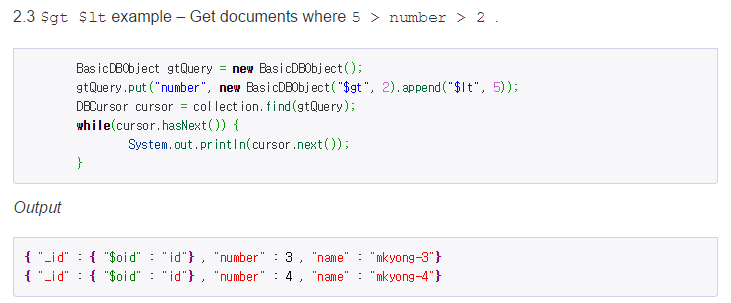 2.3 $gt $lt example – Get documents where 5 > number > 2 .
BasicDBObject gtQuery = new BasicDBObject();
gtQuery.put("number", new BasicDBObject("$gt", 2).append("$lt", 5));
DBCursor cursor = collection.find(gtQuery);
while(cursor.hasNext()) {
System.out.println(cursor.next());
}
Output
{ "_id" : { "$oid" : "id"} , "number" : 3 , "name" : "mkyong-3"}
{ "_id" : { "$oid" : "id"} , "number" : 4 , "name" : "mkyong-4"}